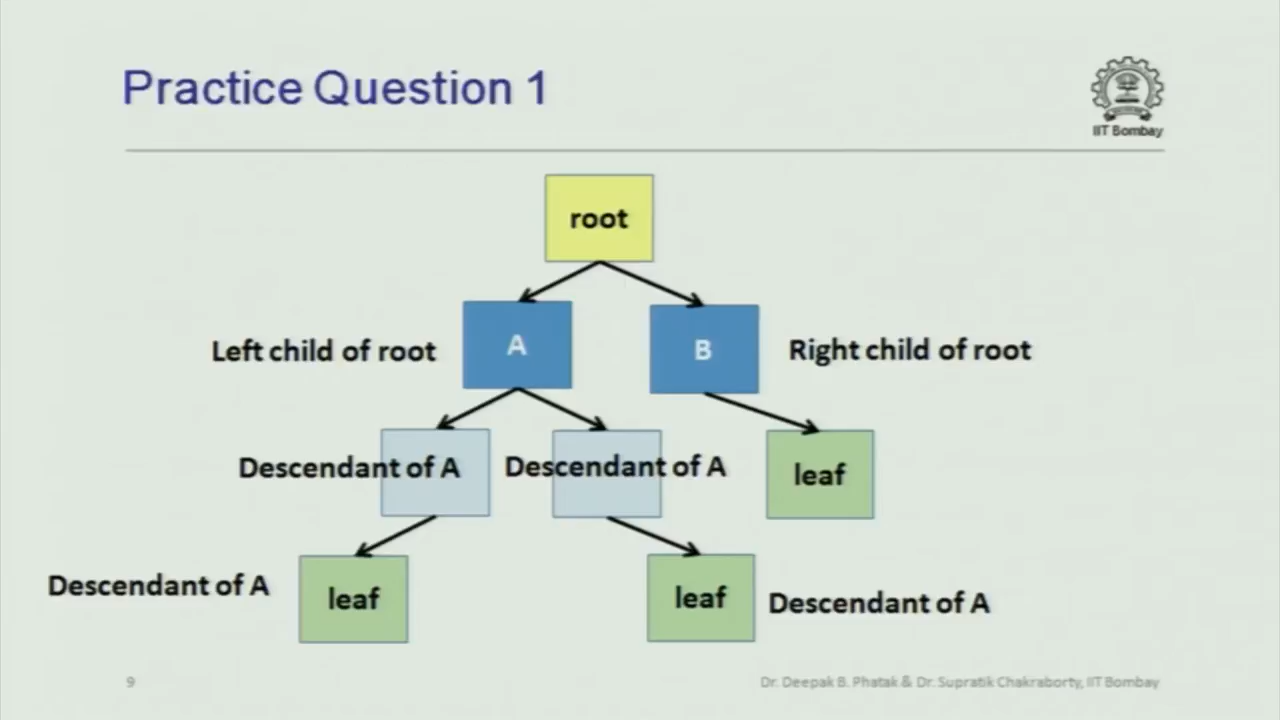 Practice Question 1
IIT Bombay
root
Left child of root
A
B
Right child of root
Descendant of A
Descendant of A
leaf
Descendant of A
leaf
leaf
Descendant of A
9
Dr. Deepak B. Phatak & Dr. Supratik Chakraborty, IIT Bombay